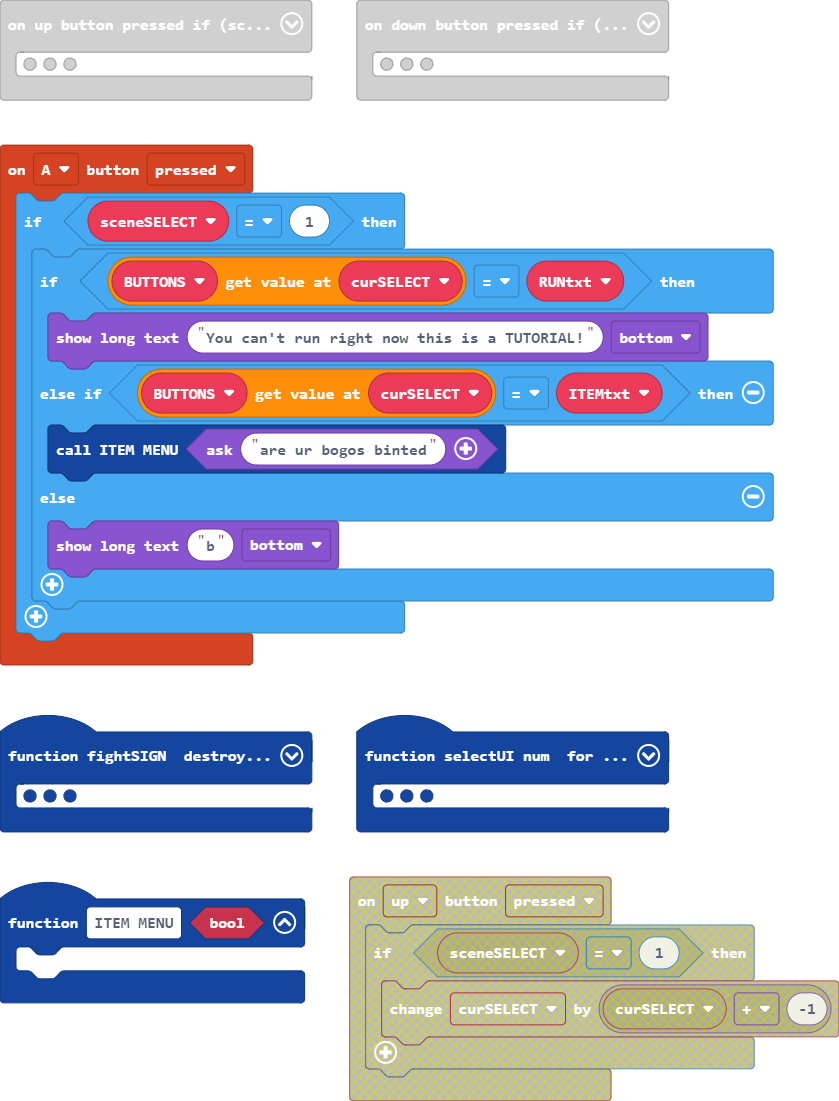 on up button pressed if (sc...
on down button pressed if (...
on A button pressed
if sceneSELECT = 1 then
if BUTTONS get value at curSELECT = RUNtxt then
show long text "You can't run right now this is a TUTORIAL!" bottom
else if BUTTONS get value at curSELECT = ITEMtxt then
call ITEM MENU ask "are ur bogos binted"
else
show long text "b" bottom
function fightSIGN destroy...
function selectUI num for ...
function ITEM MENU bool
on up button pressed
if sceneSELECT = 1 then
change curSELECT by curSELECT + -1